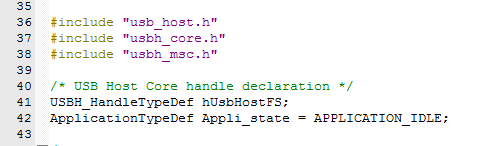 35
36 #include "usb_host.h"
37 #include "usbh_core.h"
38 #include "usbh_msc.h"
39
40 /* USB Host Core handle declaration */
41 USBH_HandleTypeDef hUsbHostFS;
42 ApplicationTypeDef Appli_state = APPLICATION_IDLE;
43